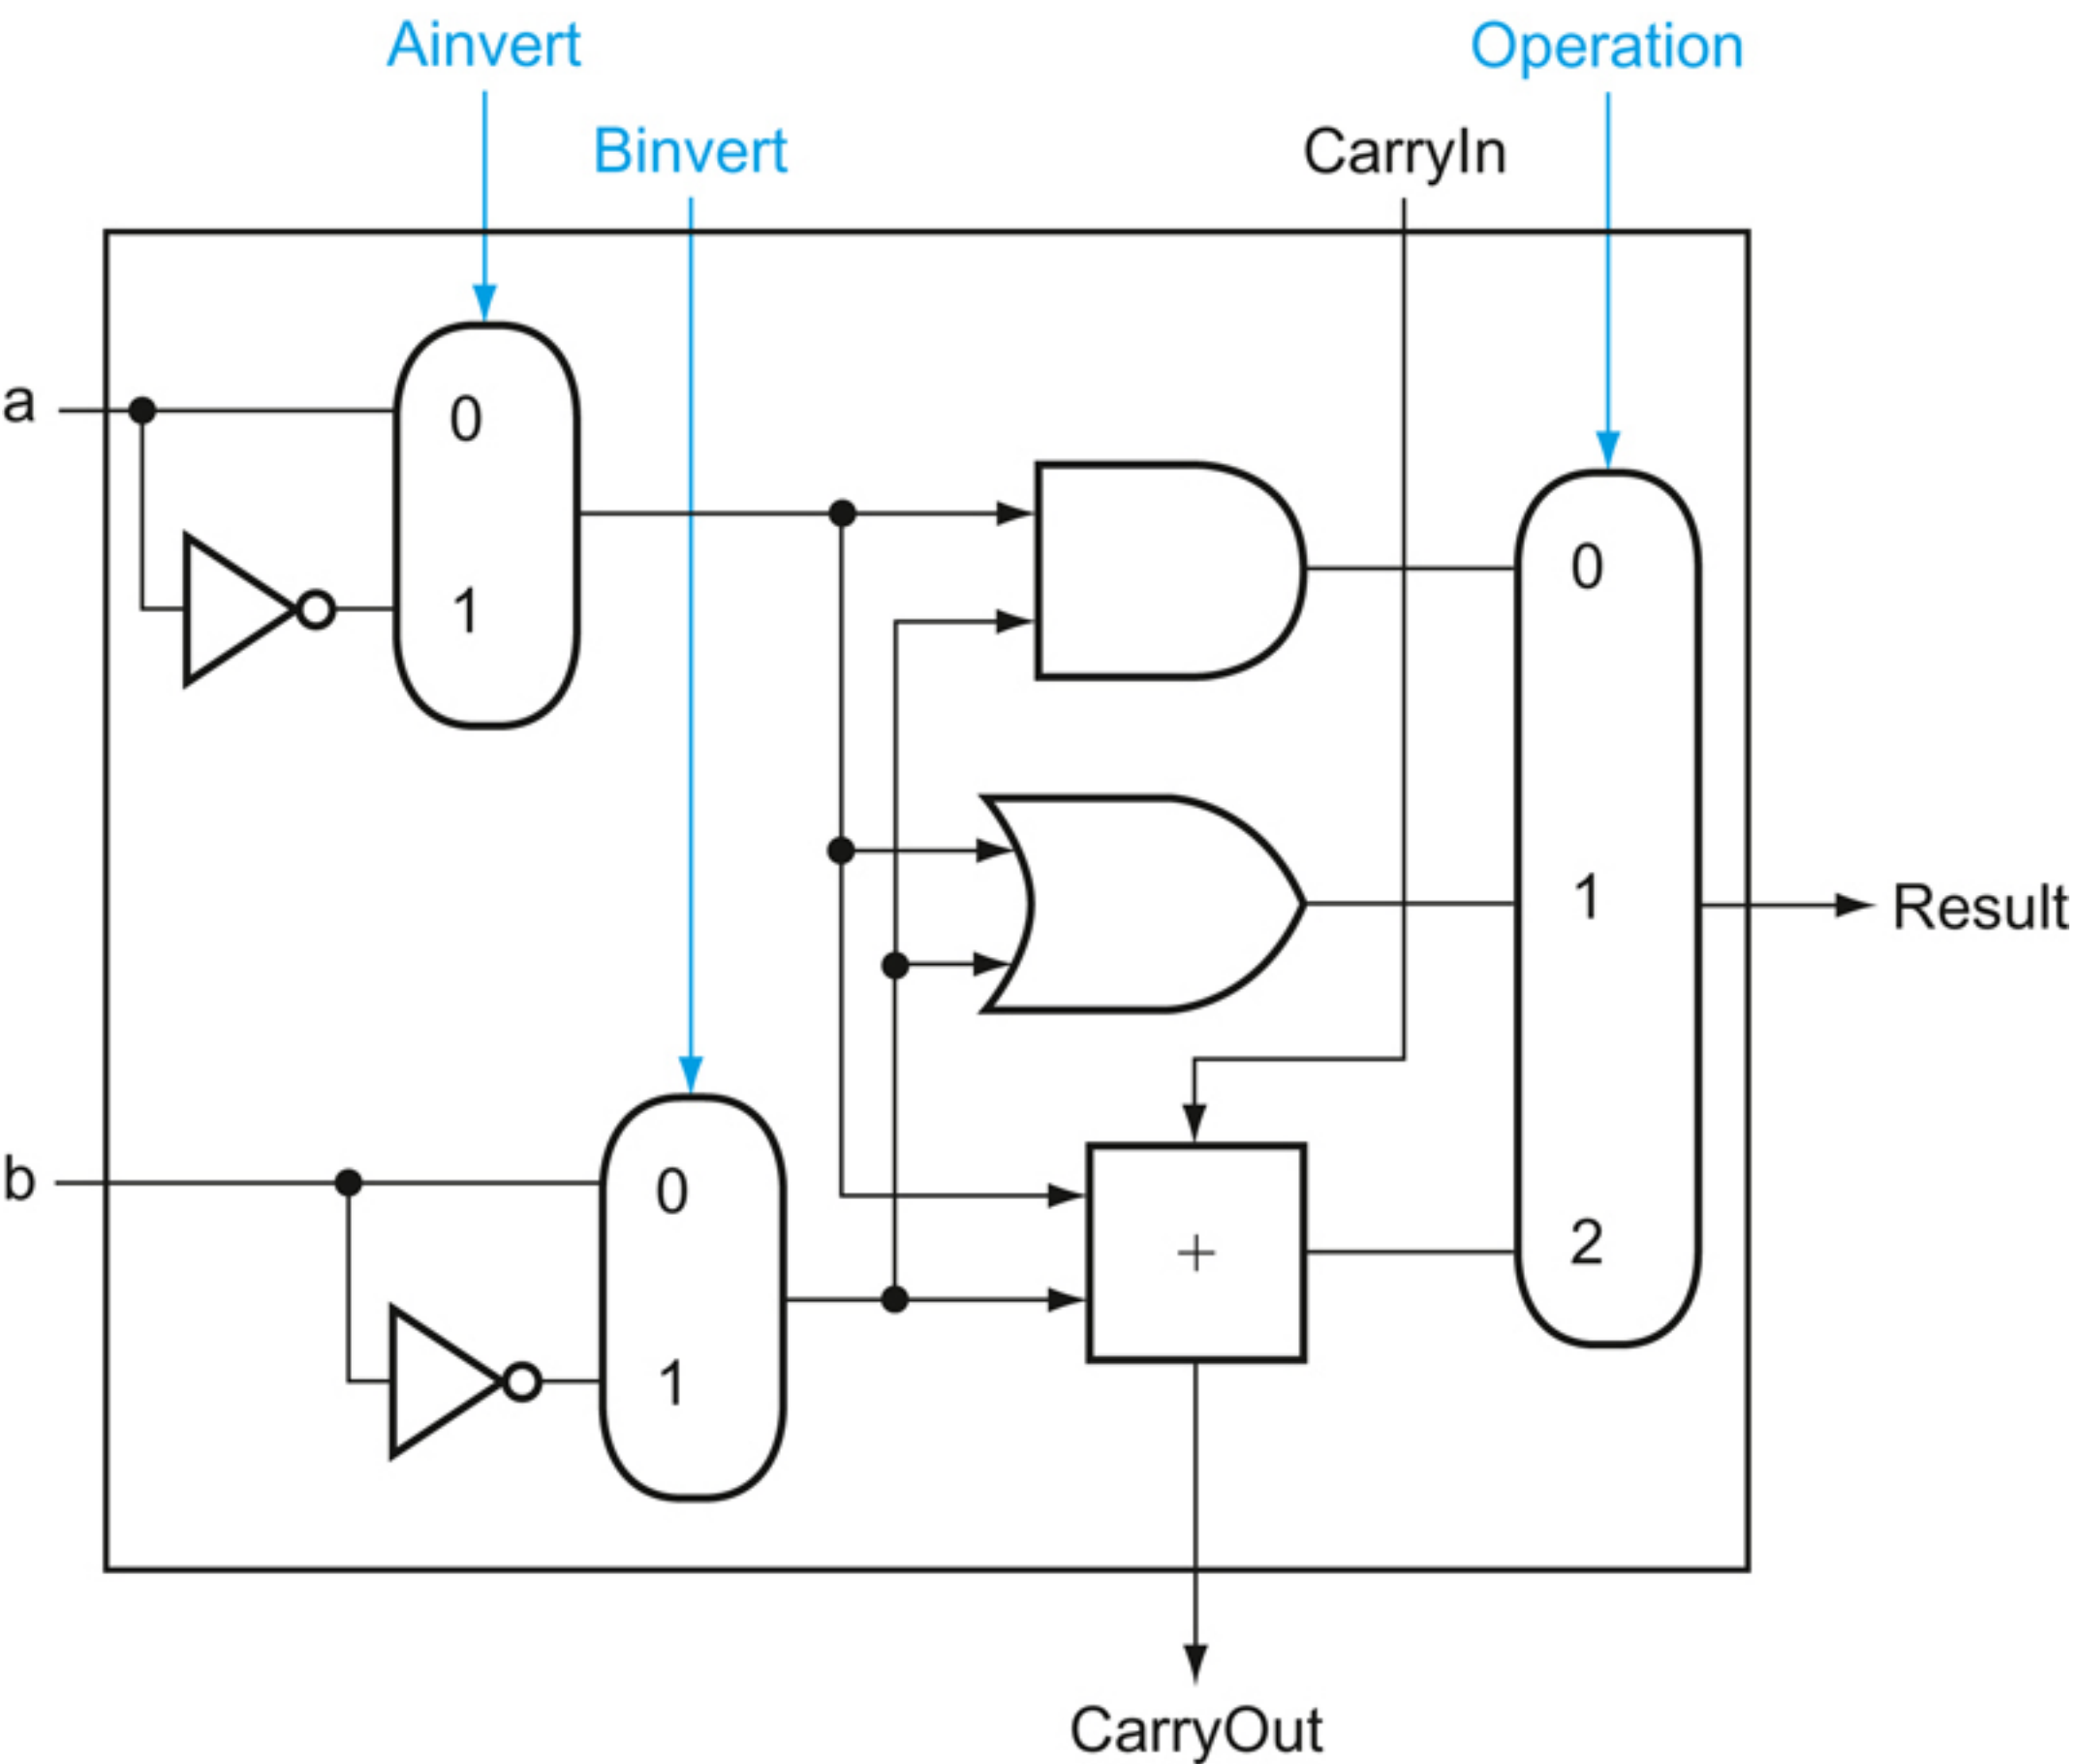 Ainvert
Operation
Binvert
CarryIn
a
0
1
0
1
2
Result
b
0
1
+
CarryOut